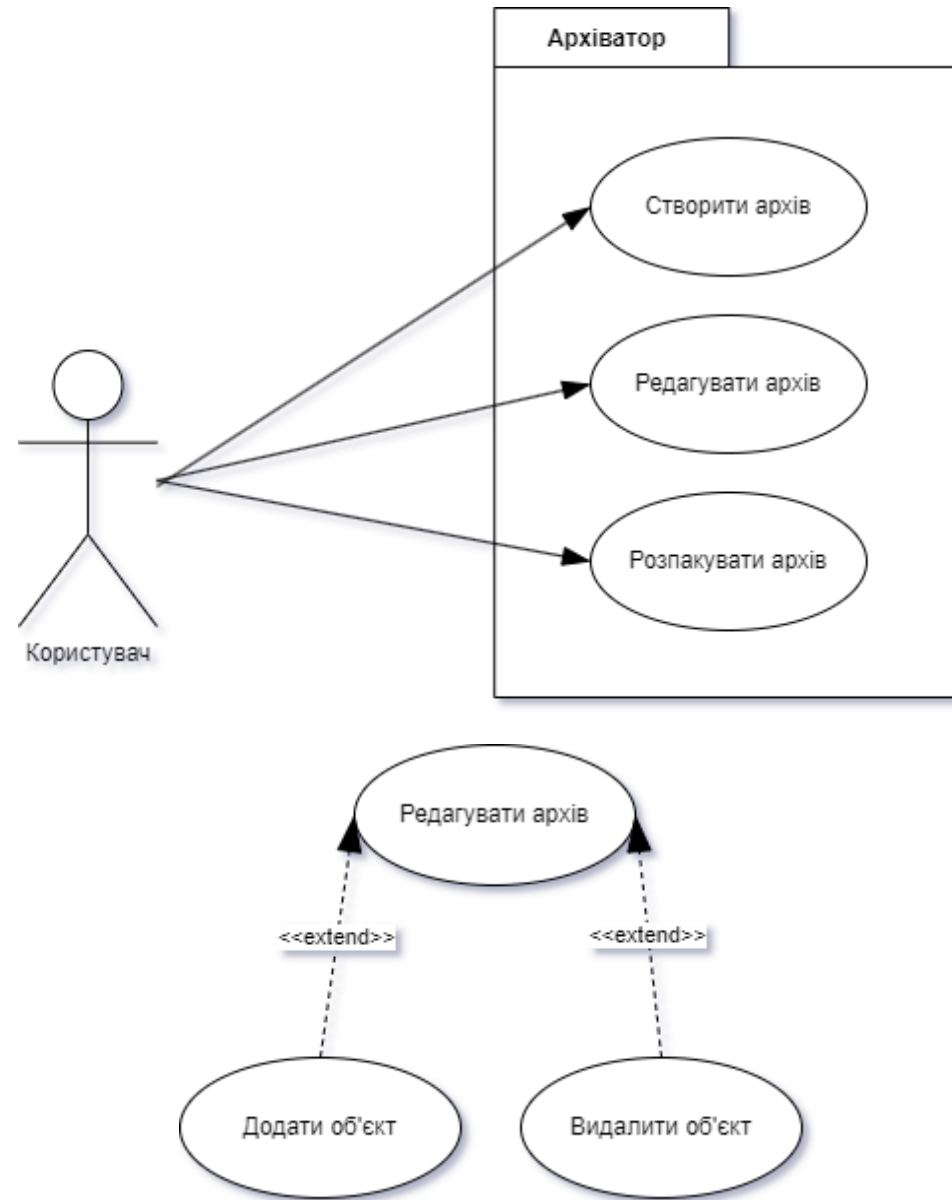 Архіватор
Створити архів
Редагувати архів
Розпакувати архів
Користувач
Редагувати архів
<<extend>>
<<extend>>
Додати об'єкт
Видалити об'єкт